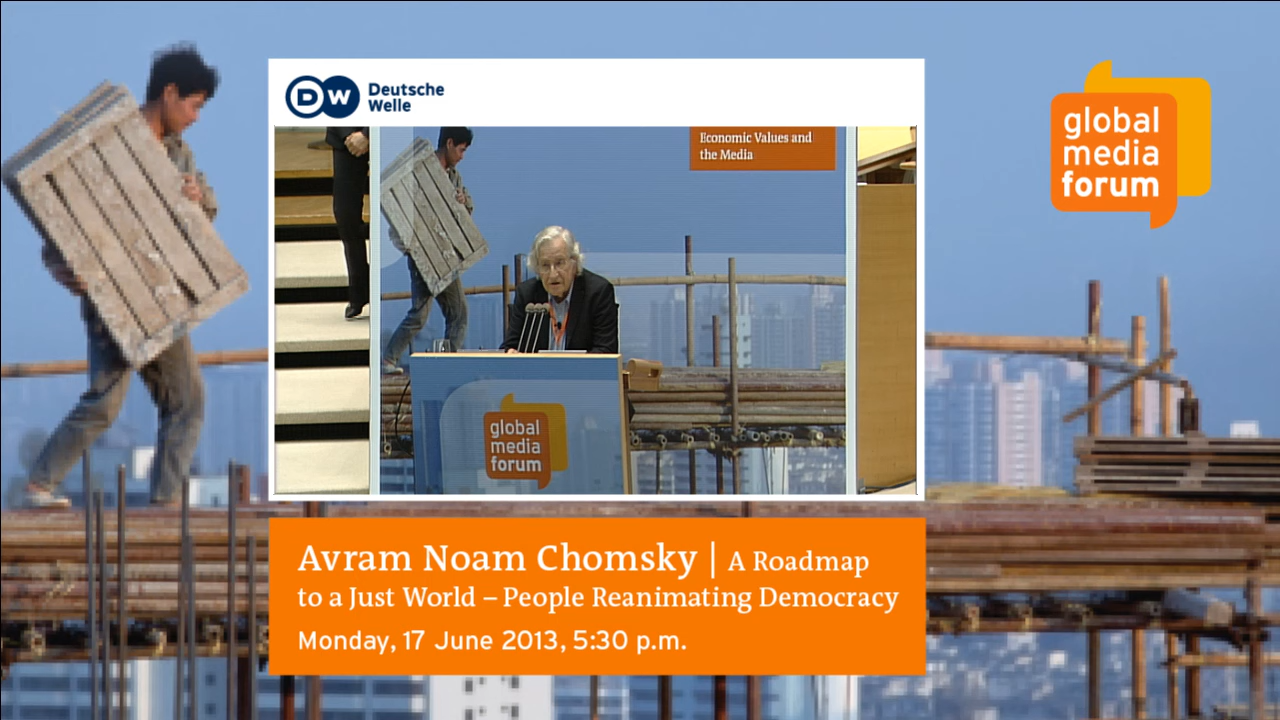 DW Deutsche
Welle
Economic Values and
the Media
global
media
forum
global
media
forum
Avram Noam Chomsky | A Roadmap
to a Just World – People Reanimating Democracy
Monday, 17 June 2013, 5:30 p.m.